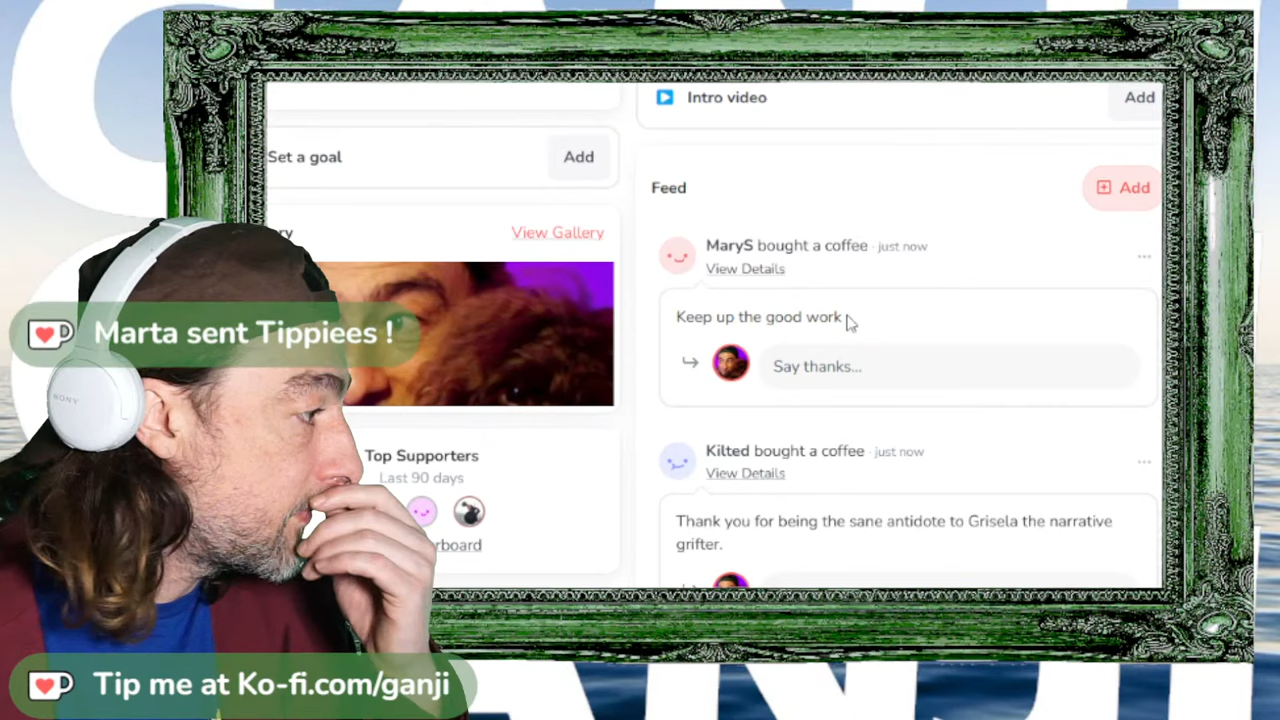 Intro video
Add
Set a goal
Add
Feed
Add
ry
View Gallery
MaryS bought a coffee · just now
View Details
Keep up the good work
Say thanks...
Marta sent Tippiees !
SONY
Top Supporters
Last 90 days
rboard
Kilted bought a coffee · just now
View Details
Thank you for being the sane antidote to Grisela the narrative
grifter.
Tip me at Ko-fi.com/ganji